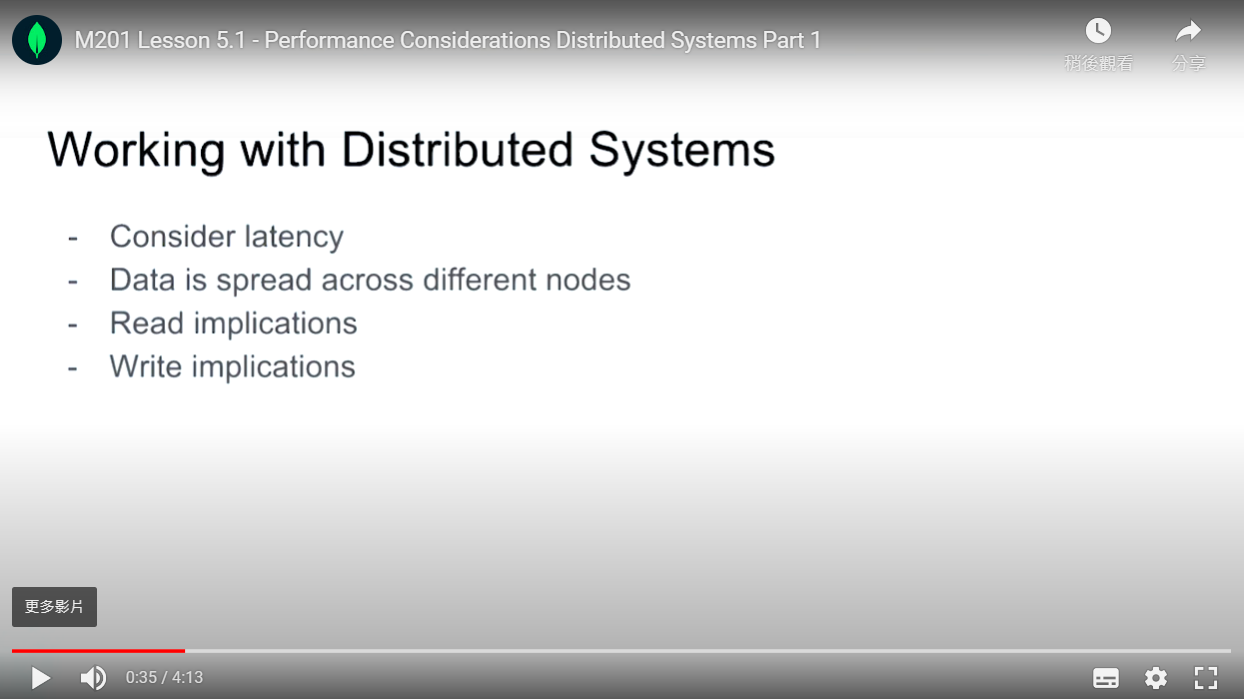 M201 Lesson 5.1 - Performance Considerations Distributed Systems Part 1
稍後觀看
分享
Working with Distributed Systems
- Consider latency
- Data is spread across different nodes
- Read implications
- Write implications
更多影片
0:35 / 4:13